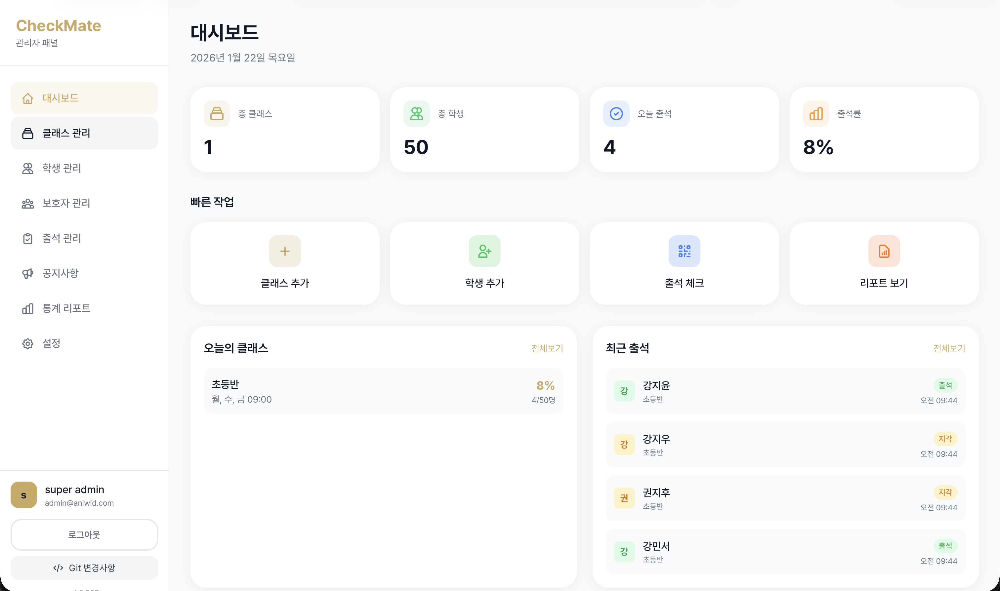 CheckMate
관리자 패널
대시보드
클래스 관리
학생 관리
보호자 관리
출석 관리
공지사항
통계 리포트
설정
s
super admin
admin@aniwid.com
로그아웃
</> Git 변경사항
대시보드
2026년 1월 22일 목요일
총 클래스
1
총 학생
50
오늘 출석
4
출석률
8%
빠른 작업
클래스 추가
학생 추가
출석 체크
리포트 보기
오늘의 클래스
전체보기
초등반
월, 수, 금 09:00
8%
4/50명
최근 출석
전체보기
강
강지윤
초등반
출석
오전 09:44
강
강지우
초등반
지각
오전 09:44
권
권지후
초등반
지각
오전 09:44
강
강민서
초등반
출석
오전 09:44